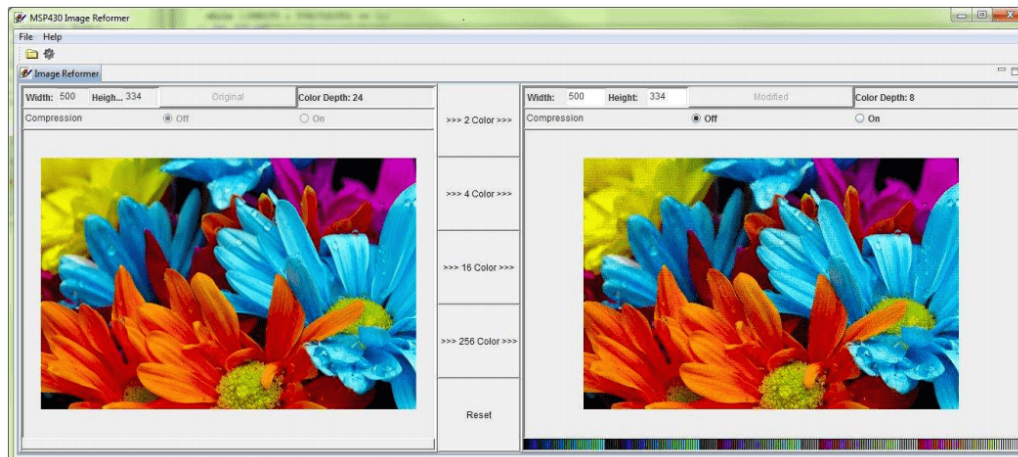 MSP430 Image Reformer
File Help
Image Reformer
Width: 500 Heigh... 334 Original Color Depth: 24
Compression Off On
>>> 2 Color >>>
>>> 4 Color >>>
>>> 16 Color >>>
>>> 256 Color >>>
Reset
Width: 500 Height: 334 Modified Color Depth: 8
Compression Off On